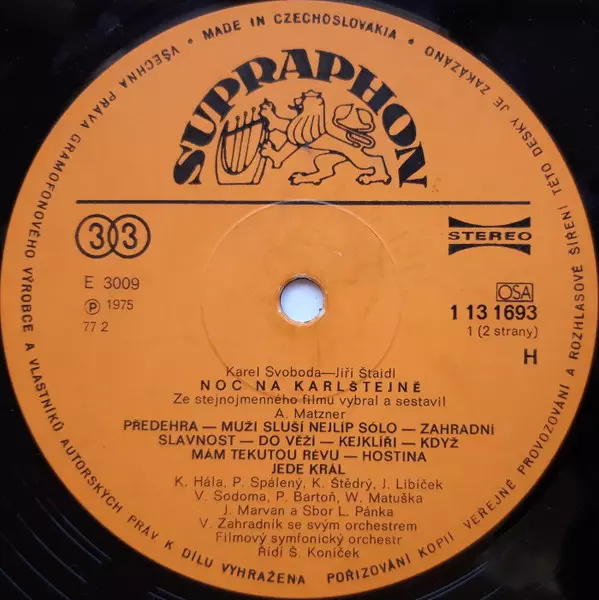 VŠECHNA PRÁVA GRAMOFONOVÉHO VÝROBCE A VLASTNÍKŮ AUTORSKÝCH PRÁV K DÍLU VYHRAŽENA
POŘIZOVÁNÍ KOPIÍ VEŘEJNÉ PROVOZOVÁNÍ A ROZHLASOVÉ ŠÍŘENÍ TÉTO DESKY JE ZAKÁZÁNO
• MADE IN CZECHOSLOVAKIA •
SUPRAPHON
33
STEREO
E 3009
Ⓟ 1975
77 2
OSA
1 13 1693
1 (2 strany)
H
Karel Svoboda—Jiří Štaidl
NOC NA KARLŠTEJNĚ
Ze stejnojmenného filmu vybral a sestavil
A. Matzner
PŘEDEHRA — MUŽI SLUŠÍ NEJLÍP SÓLO — ZAHRADNÍ
SLAVNOST — DO VĚŽÍ — KEJKLÍŘI — KDYŽ
MÁM TEKUTOU RÉVU — HOSTINA
JEDE KRÁL
K. Hála, P. Spálený, K. Štědrý, J. Libíček
V. Sodoma, P. Bartoň, W. Matuška
J. Marvan a Sbor L. Pánka
V. Zahradník se svým orchestrem
Filmový symfonický orchestr
Řídí Š. Koníček